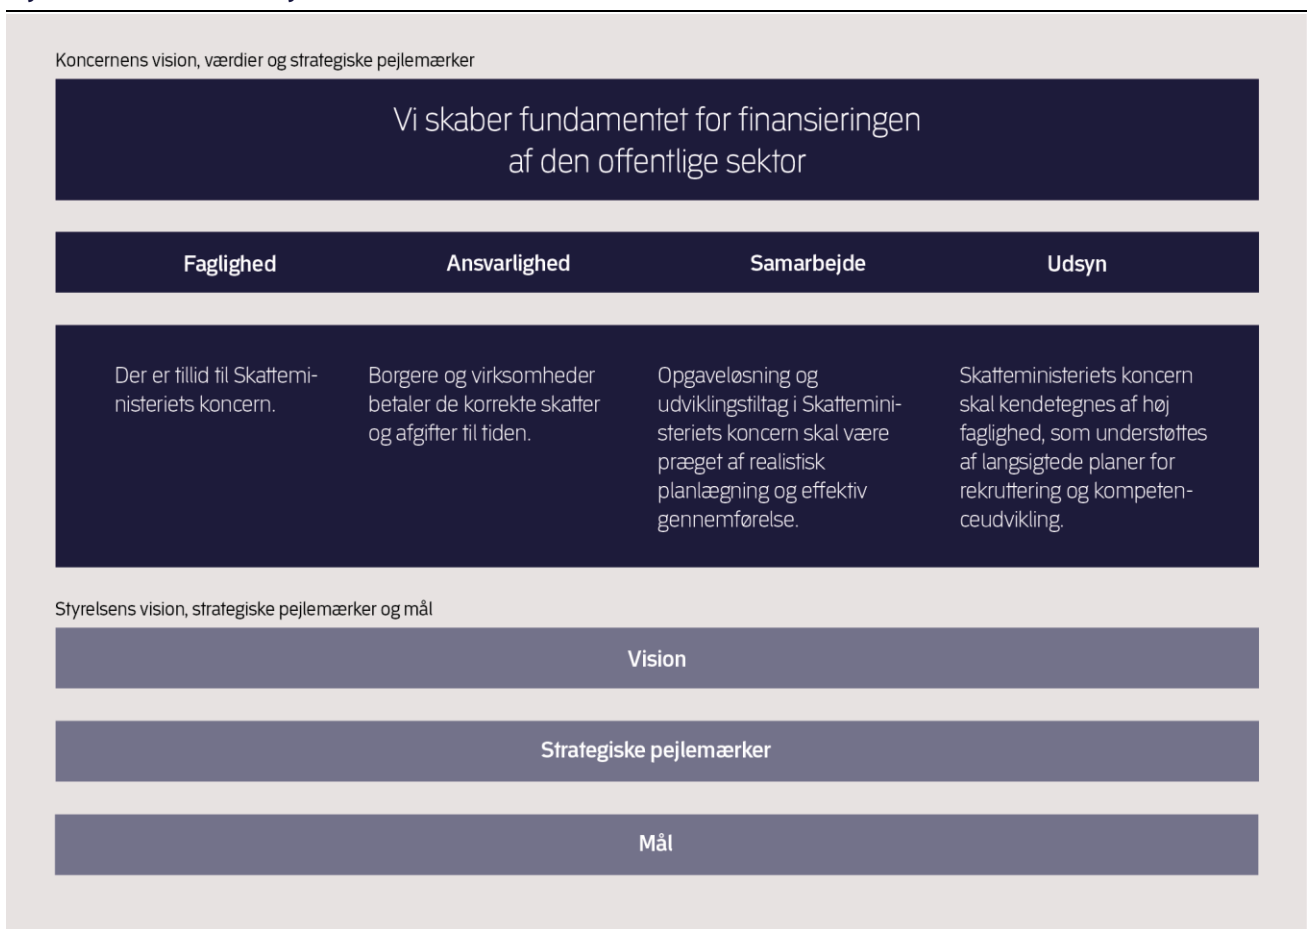 Koncernens vision, værdier og strategiske pejlemærker
Vi skaber fundamentet for finansieringen
af den offentlige sektor
Faglighed
Ansvarlighed
Samarbejde
Udsyn
Der er tillid til Skattemi-
nisteriets koncern.
Borgere og virksomheder
betaler de korrekte skatter
og afgifter til tiden.
Opgaveløsning og
udviklingstiltag i Skattemini-
steriets koncern skal være
præget af realistisk
planlægning og effektiv
gennemførelse.
Skatteministeriets koncern
skal kendetegnes af høj
faglighed, som understøttes
af langsigtede planer for
rekruttering og kompeten-
ceudvikling.
Styrelsens vision, strategiske pejlemærker og mål
Vision
Strategiske pejlemærker
Mål